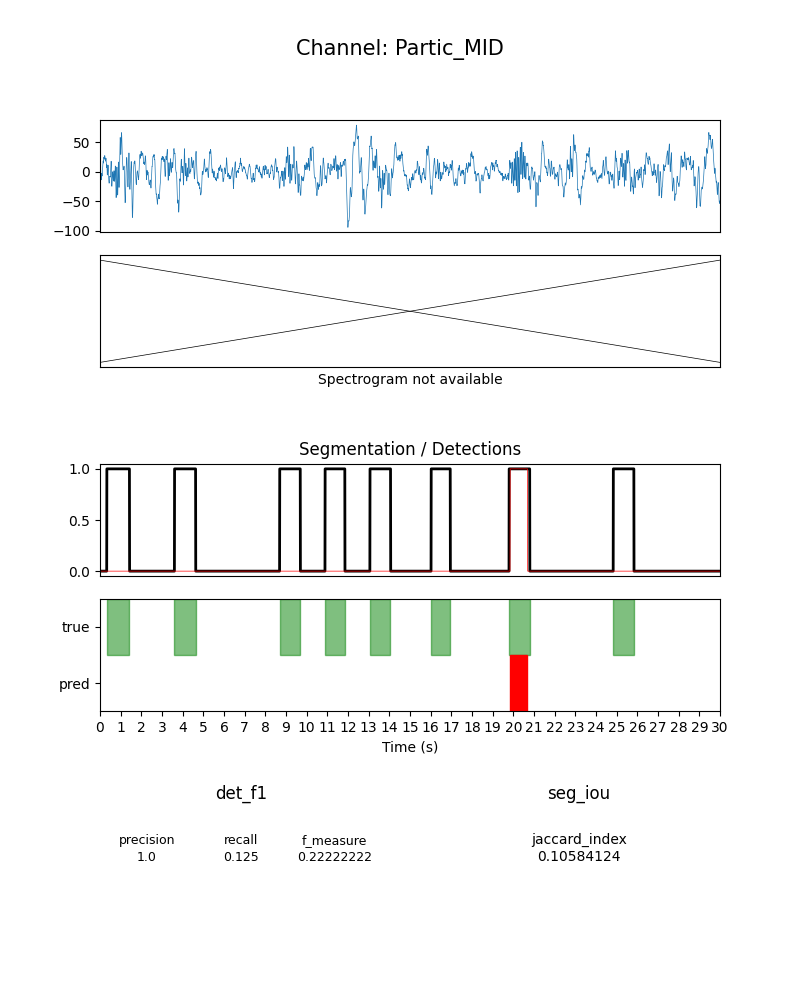 Channel: Partic_MID
50
0
−50
−100
Spectrogram not available
Segmentation / Detections
1.0
0.5
0.0
true
pred
0 1 2 3 4 5 6 7 8 9 10 11 12 13 14 15 16 17 18 19 20 21 22 23 24 25 26 27 28 29 30
Time (s)
det_f1 seg_iou
precision recall f_measure jaccard_index
1.0 0.125 0.22222222 0.10584124